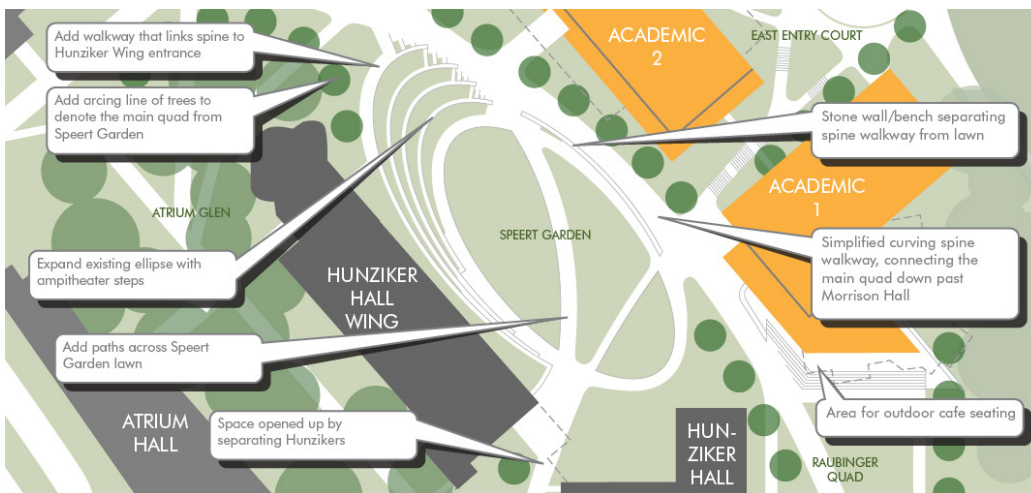 Add walkway that links spine to
Hunziker Wing entrance
Add arcing line of trees to
denote the main quad from
Speert Garden
ATRIUM GLEN
Expand existing ellipse with
ampitheater steps
Add paths across Speert
Garden lawn
ATRIUM
HALL
Space opened up by
separating Hunzikers
HUNZIKER
HALL
WING
SPEERT GARDEN
ACADEMIC
2
EAST ENTRY COURT
Stone wall/bench separating
spine walkway from lawn
ACADEMIC
1
Simplified curving spine
walkway, connecting the
main quad down past
Morrison Hall
Area for outdoor cafe seating
HUN-
ZIKER
HALL
RAUBINGER
QUAD